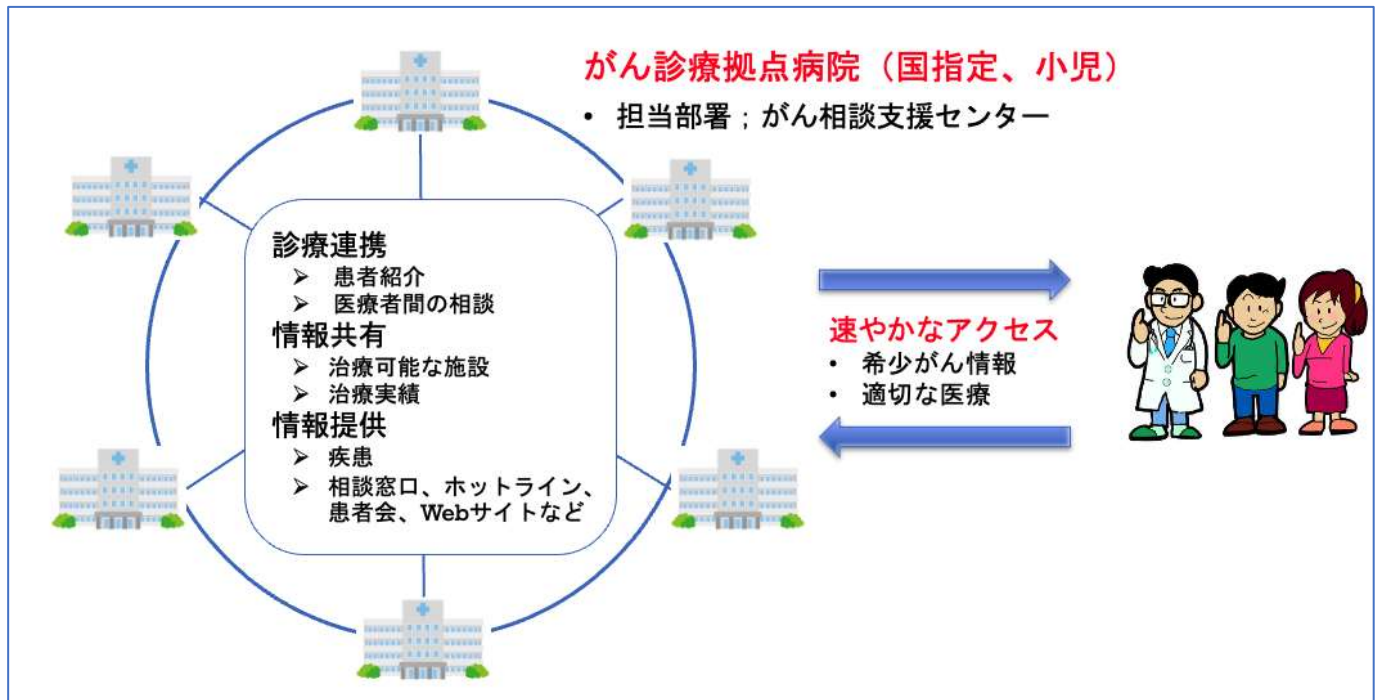 がん診療拠点病院（国指定、小児）
• 担当部署；がん相談支援センター
診療連携
➢ 患者紹介
➢ 医療者間の相談
情報共有
➢ 治療可能な施設
➢ 治療実績
情報提供
➢ 疾患
➢ 相談窓口、ホットライン、
患者会、Webサイトなど
速やかなアクセス
• 希少がん情報
• 適切な医療